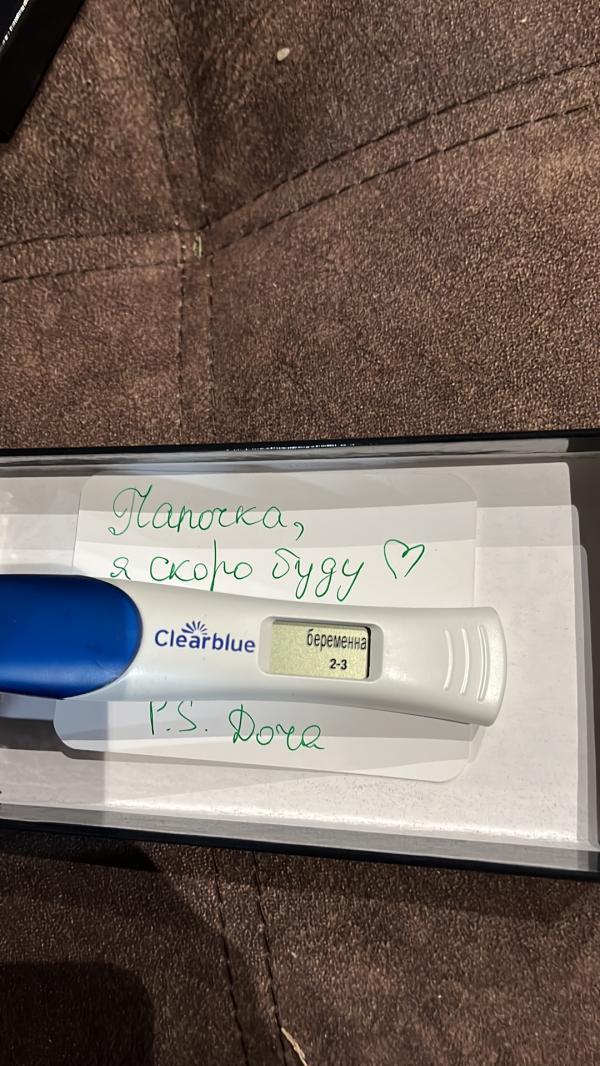 Папочка,
я скоро буду ♡
Clearblue
беременна
2-3
P.S. Доча